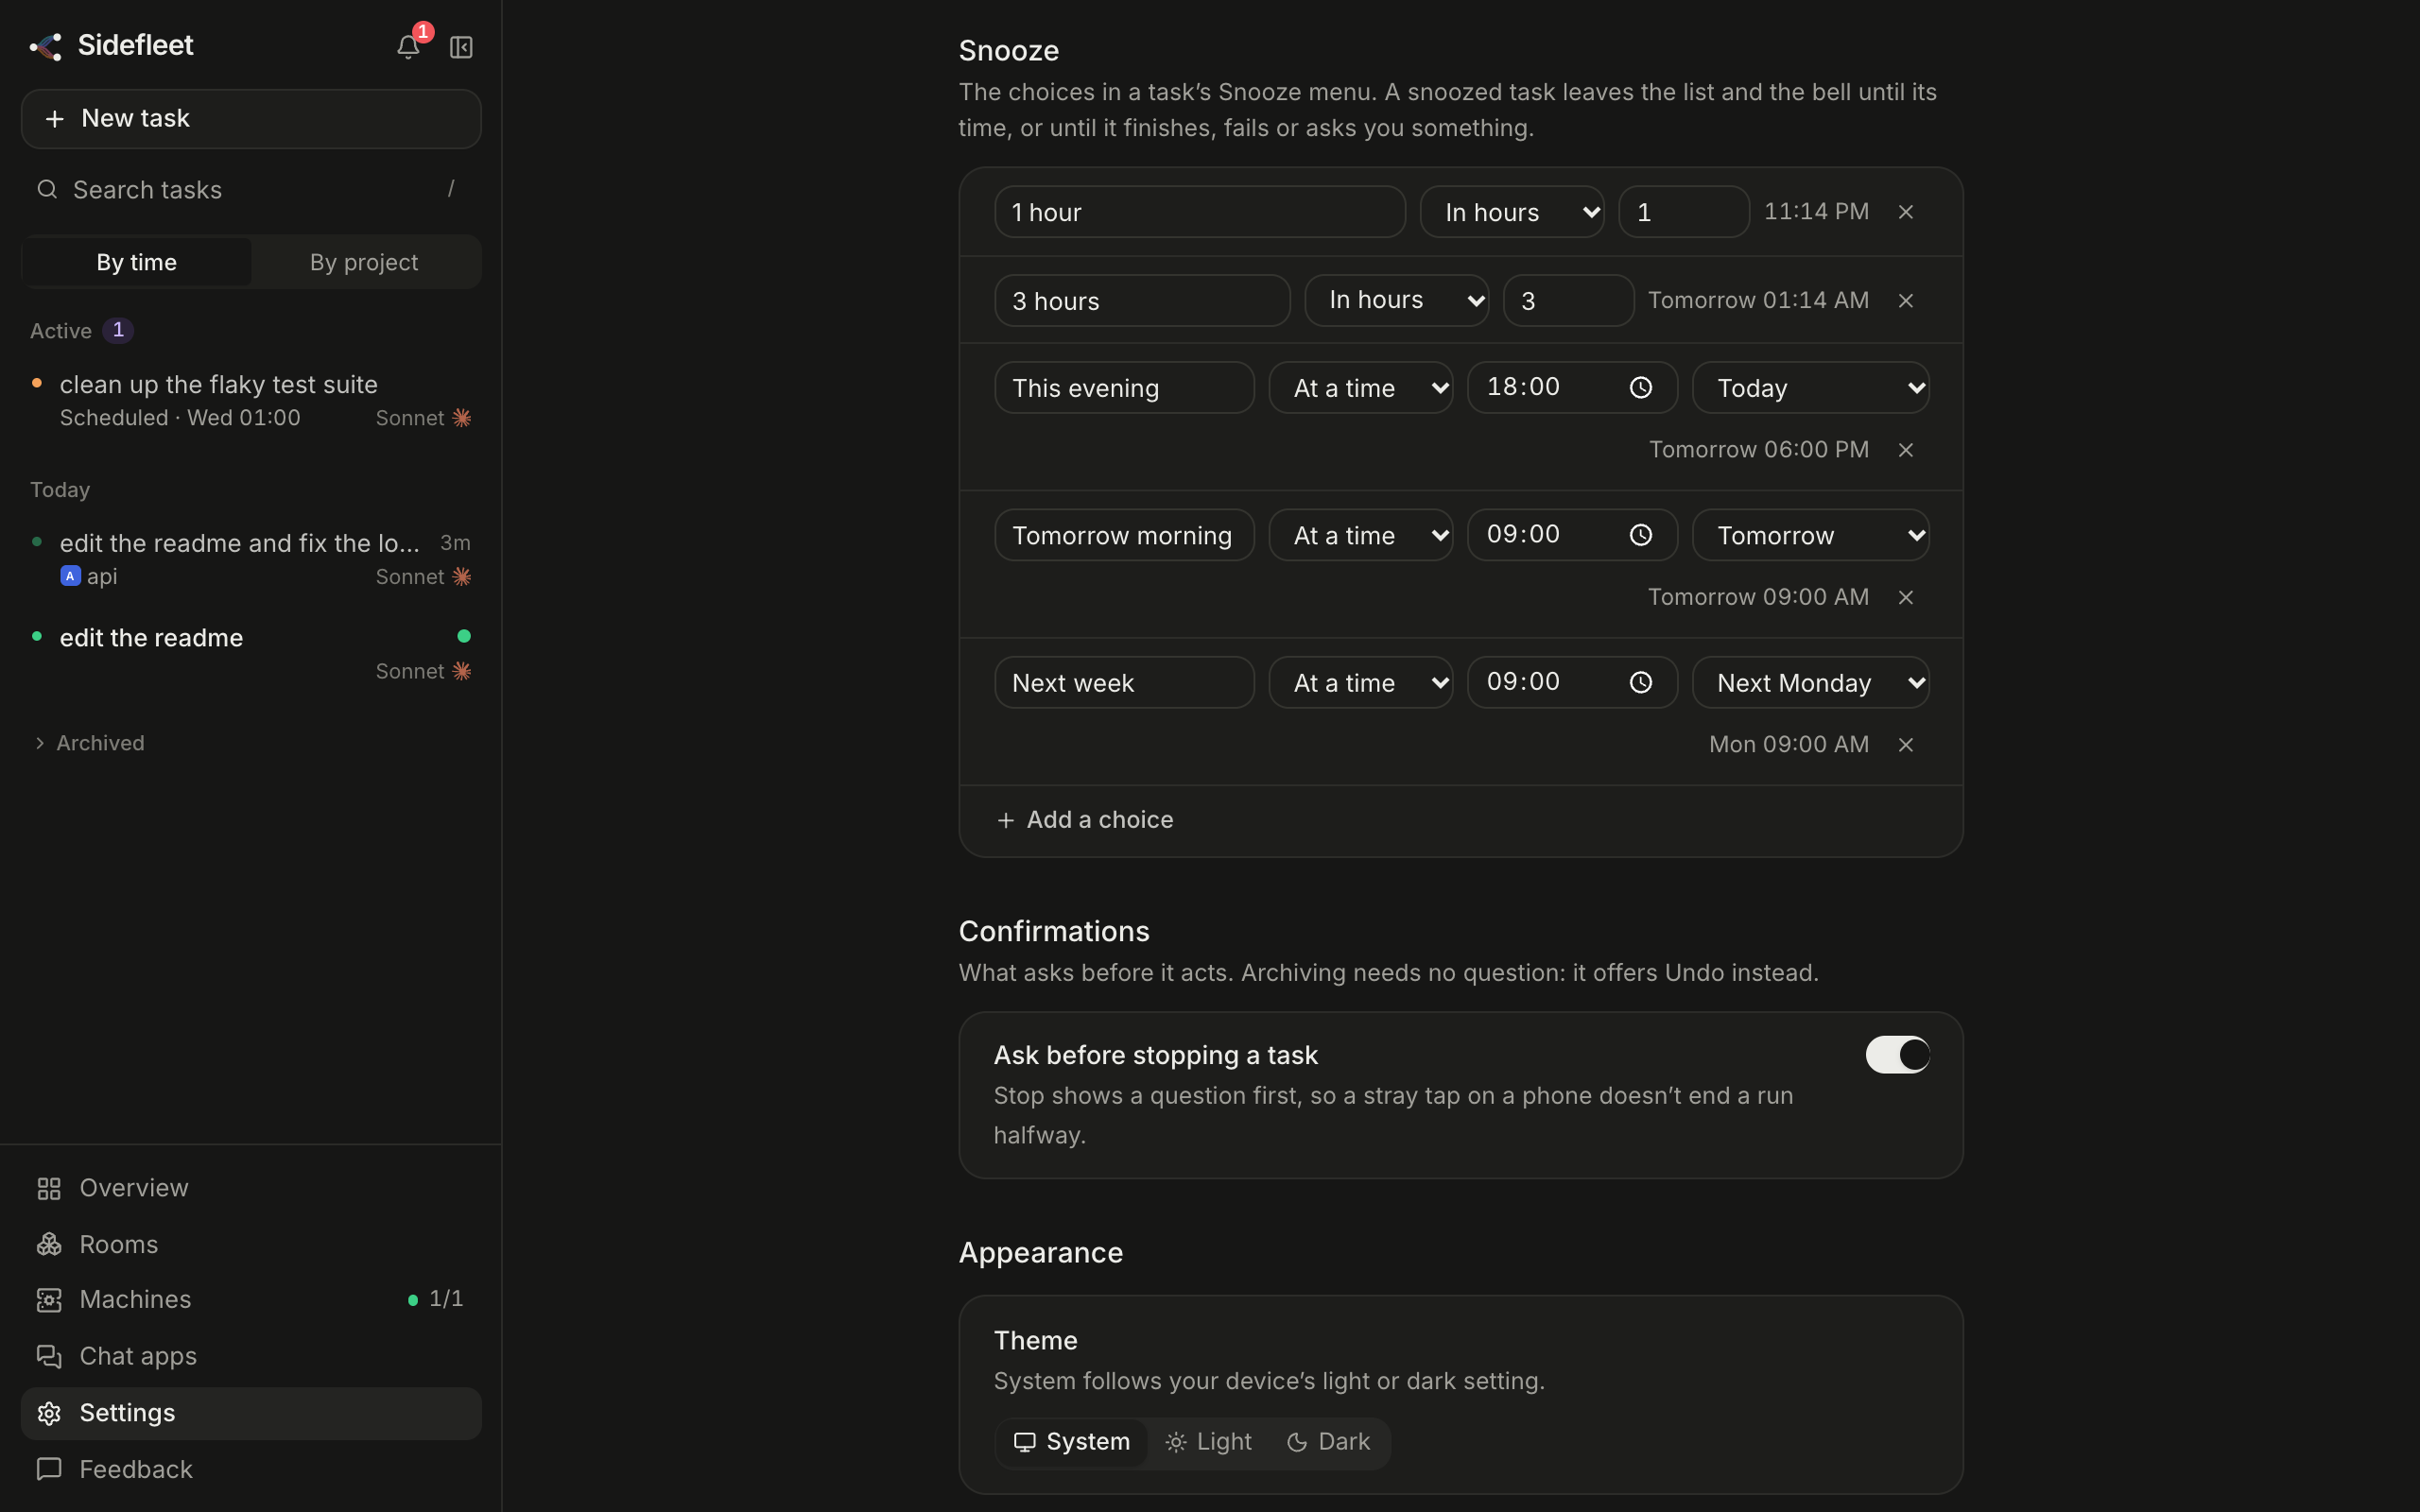 Sidefleet
1
New task
Search tasks /
By time By project
Active 1
clean up the flaky test suite
Scheduled · Wed 01:00 Sonnet
Today
edit the readme and fix the lo... 3m
A api Sonnet
edit the readme
Sonnet
Archived
Overview
Rooms
Machines 1/1
Chat apps
Settings
Feedback
Snooze
The choices in a task’s Snooze menu. A snoozed task leaves the list and the bell until its
time, or until it finishes, fails or asks you something.
1 hour In hours 1 11:14 PM
3 hours In hours 3 Tomorrow 01:14 AM
This evening At a time 18:00 Today
Tomorrow 06:00 PM
Tomorrow morning At a time 09:00 Tomorrow
Tomorrow 09:00 AM
Next week At a time 09:00 Next Monday
Mon 09:00 AM
Add a choice
Confirmations
What asks before it acts. Archiving needs no question: it offers Undo instead.
Ask before stopping a task
Stop shows a question first, so a stray tap on a phone doesn’t end a run
halfway.
Appearance
Theme
System follows your device’s light or dark setting.
System Light Dark